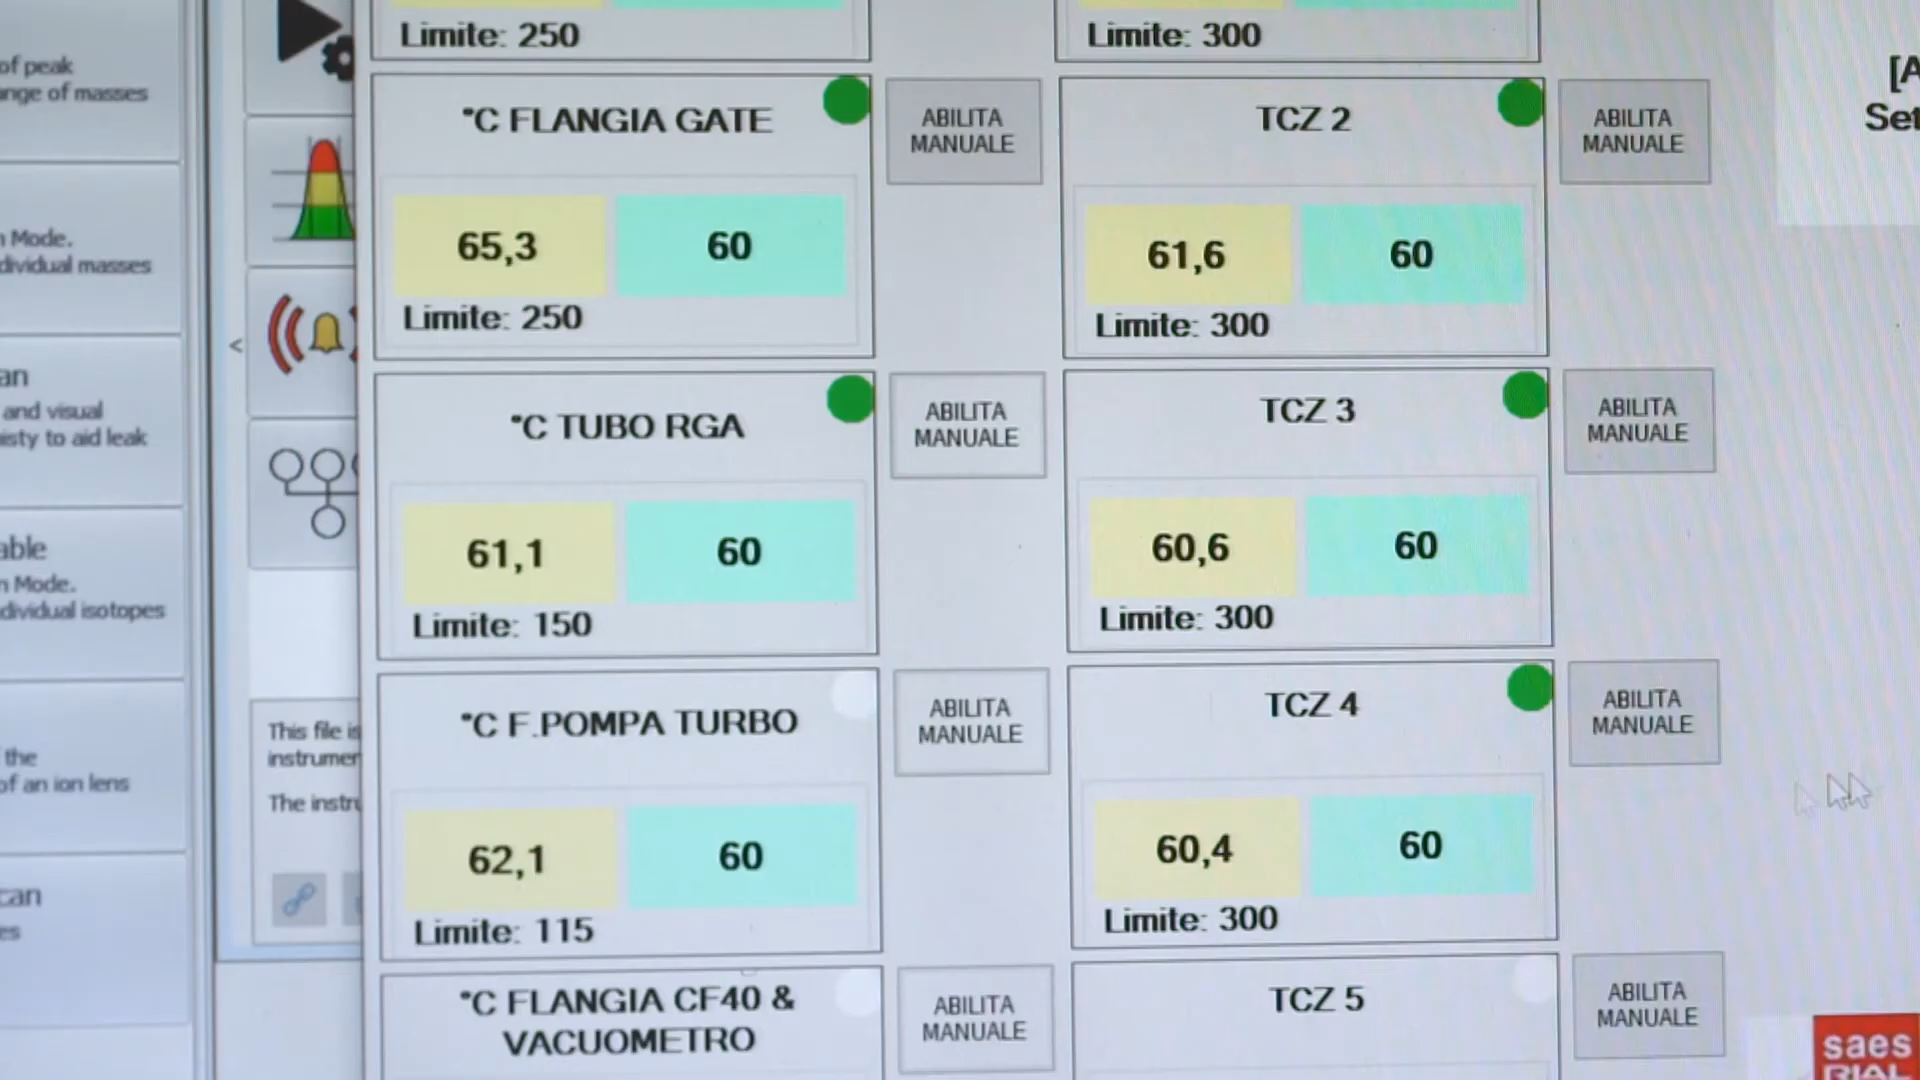 of peak
ange of masses
Mode.
dividual masses
an
and visual
isty to aid leak
able
n Mode.
dividual isotopes
the
of an ion lens
can
es
<
This file is
instrumen
The instru
Limite: 250
°C FLANGIA GATE
65,3 60
Limite: 250
ABILITA
MANUALE
°C TUBO RGA
61,1 60
Limite: 150
ABILITA
MANUALE
°C F.POMPA TURBO
62,1 60
Limite: 115
ABILITA
MANUALE
°C FLANGIA CF40 &
VACUOMETRO
ABILITA
MANUALE
Limite: 300
TCZ 2
61,6 60
Limite: 300
ABILITA
MANUALE
TCZ 3
60,6 60
Limite: 300
ABILITA
MANUALE
TCZ 4
60,4 60
Limite: 300
ABILITA
MANUALE
TCZ 5
ABILITA
MANUALE
[A
Set
saes
RIAL